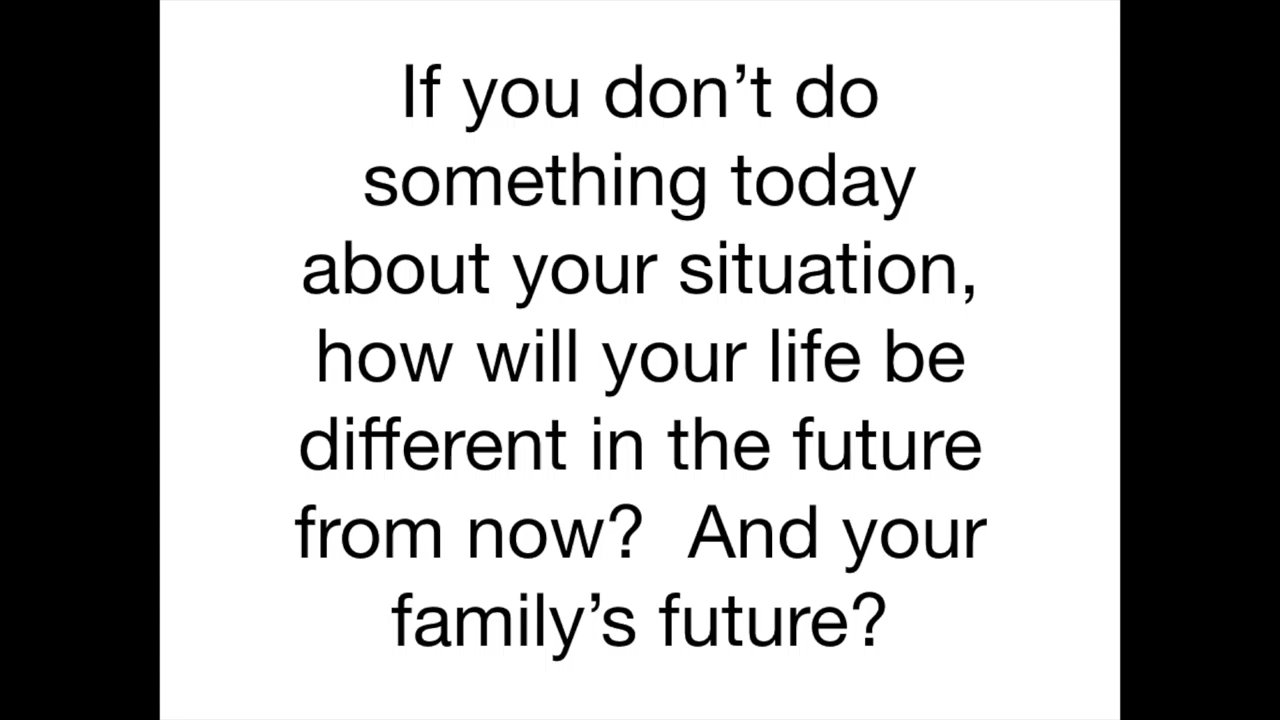 If you don’t do
something today
about your situation,
how will your life be
different in the future
from now?  And your
family’s future?